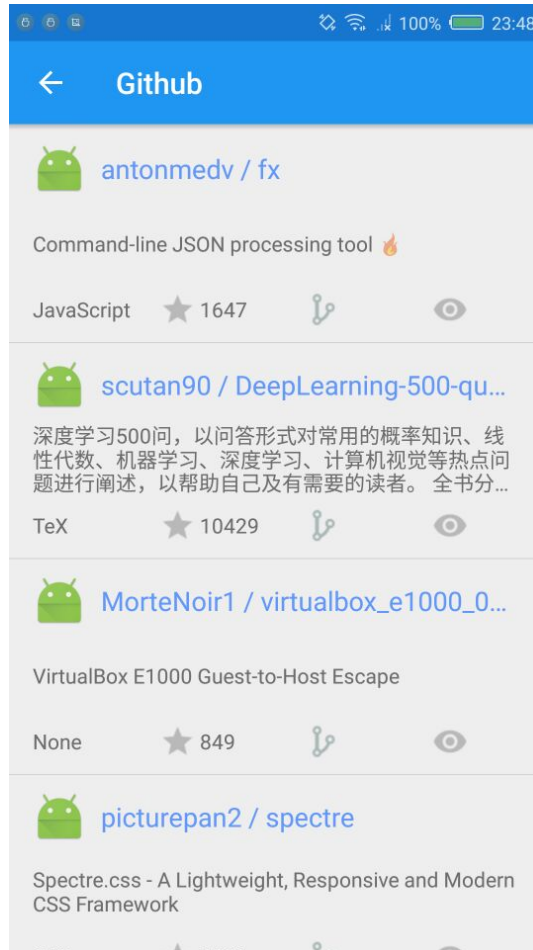 100% 23:48
Github
antonmedv / fx
Command-line JSON processing tool 🔥
JavaScript 1647
scutan90 / DeepLearning-500-qu...
深度学习500问，以问答形式对常用的概率知识、线
性代数、机器学习、深度学习、计算机视觉等热点问
题进行阐述，以帮助自己及有需要的读者。 全书分...
TeX 10429
MorteNoir1 / virtualbox_e1000_0...
VirtualBox E1000 Guest-to-Host Escape
None 849
picturepan2 / spectre
Spectre.css - A Lightweight, Responsive and Modern
CSS Framework